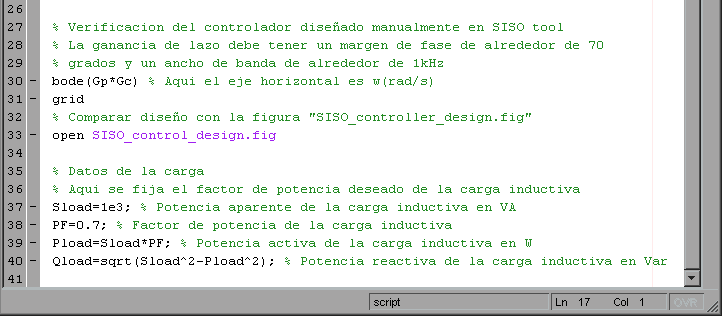 26
27 % Verificacion del controlador diseñado manualmente en SISO tool
28 % La ganancia de lazo debe tener un margen de fase de alrededor de 70
29 % grados y un ancho de banda de alrededor de 1kHz
30 - bode(Gp*Gc) % Aqui el eje horizontal es w(rad/s)
31 - grid
32 % Comparar diseño con la figura "SISO_controller_design.fig"
33 - open SISO_control_design.fig
34
35 % Datos de la carga
36 % Aqui se fija el factor de potencia deseado de la carga inductiva
37 - Sload=1e3; % Potencia aparente de la carga inductiva en VA
38 - PF=0.7; % Factor de potencia de la carga inductiva
39 - Pload=Sload*PF; % Potencia activa de la carga inductiva en W
40 - Qload=sqrt(Sload^2-Pload^2); % Potencia reactiva de la carga inductiva en Var
41
script Ln 17 Col 1 OVR